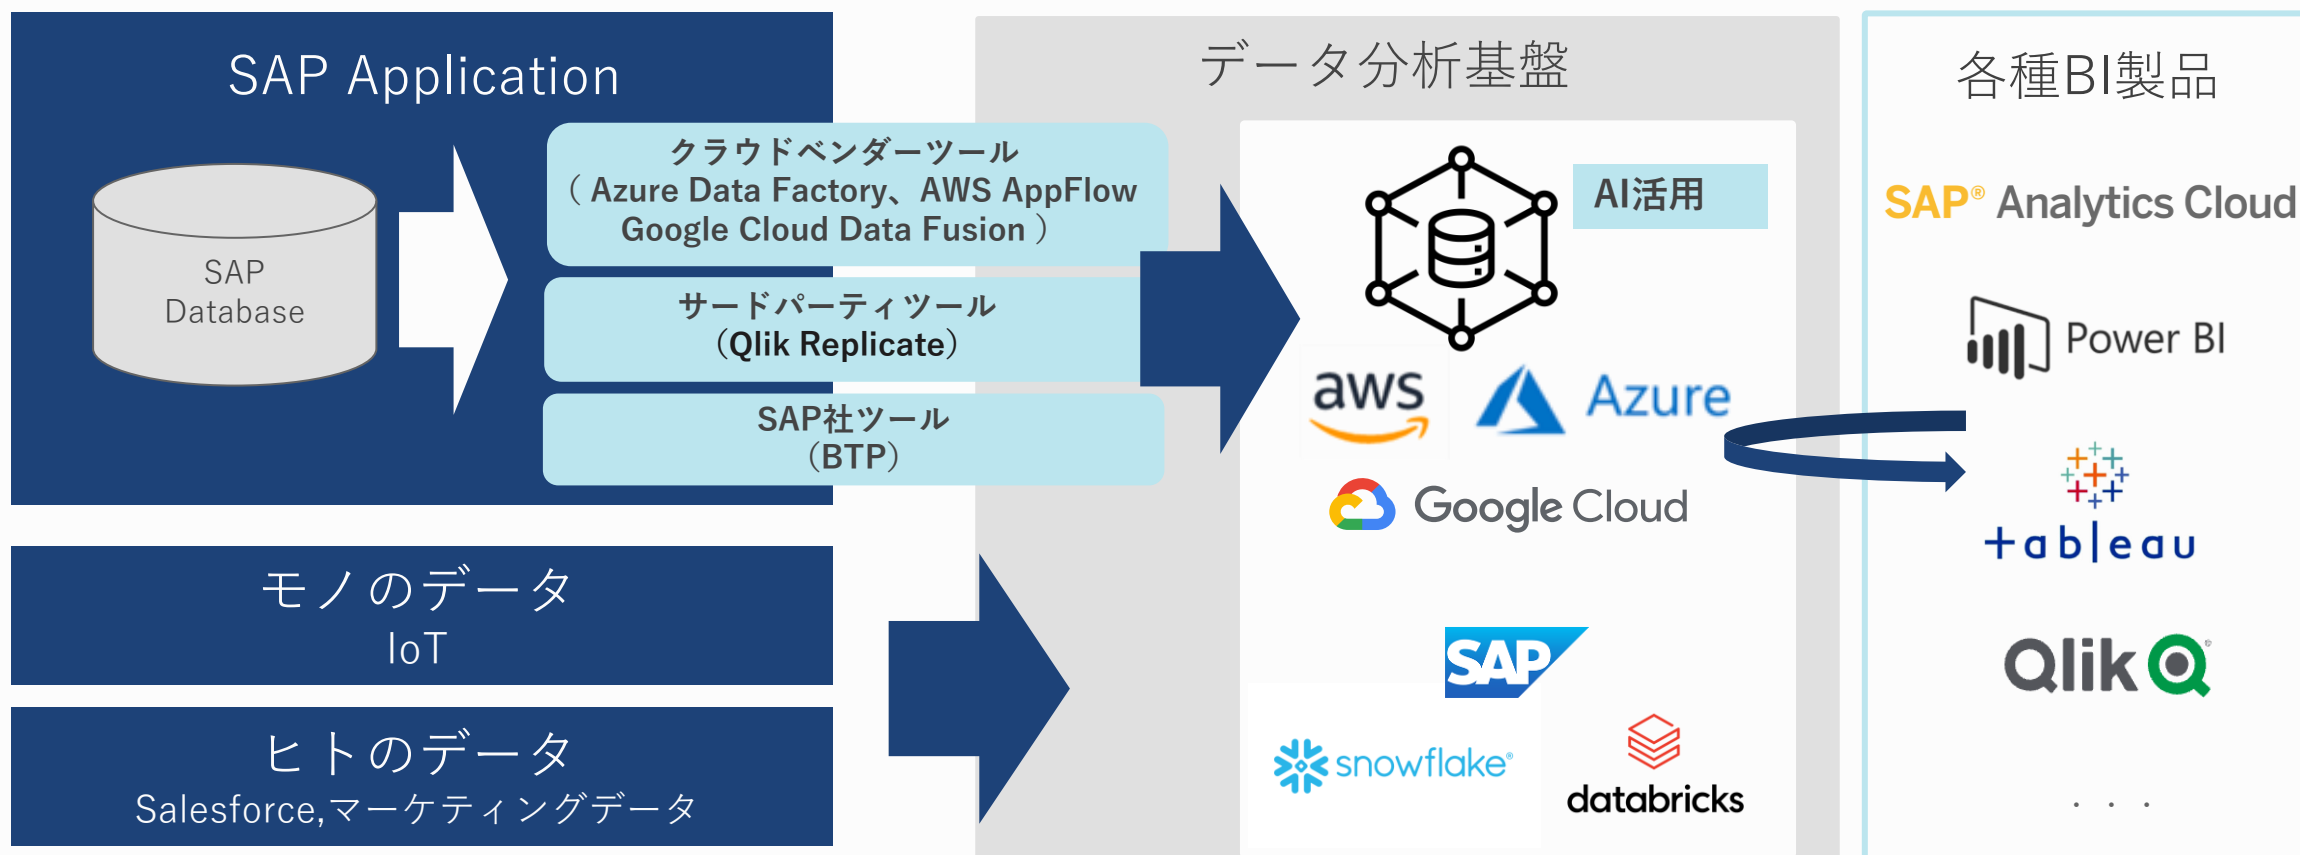 SAP Application
SAP
Database
クラウドベンダーツール
（ Azure Data Factory、AWS AppFlow
Google Cloud Data Fusion ）
サードパーティツール
（Qlik Replicate）
SAP社ツール
（BTP）
モノのデータ
IoT
ヒトのデータ
Salesforce,マーケティングデータ
データ分析基盤
AI活用
aws
Azure
Google Cloud
SAP
snowflake®
databricks
各種BI製品
SAP® Analytics Cloud
Power BI
+ableau
Qlik Q®
・・・